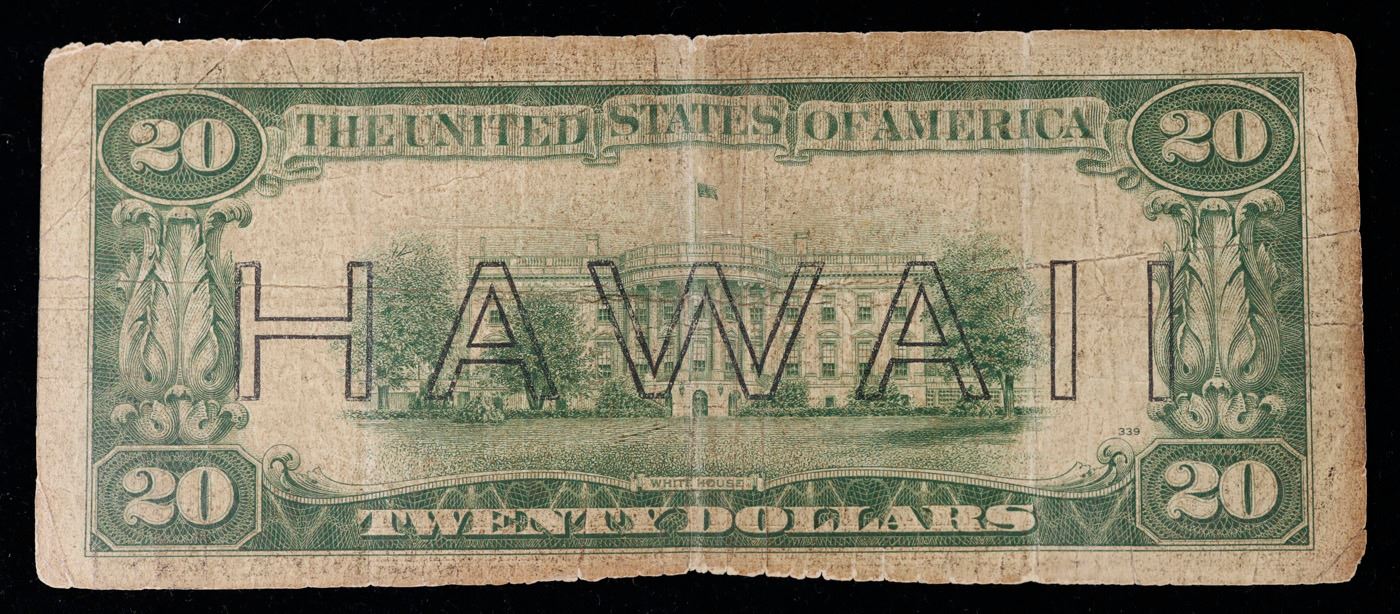 20 THE UNITED STATES OF AMERICA 20
HAWAII
339
20 WHITE HOUSE 20
TWENTY DOLLARS